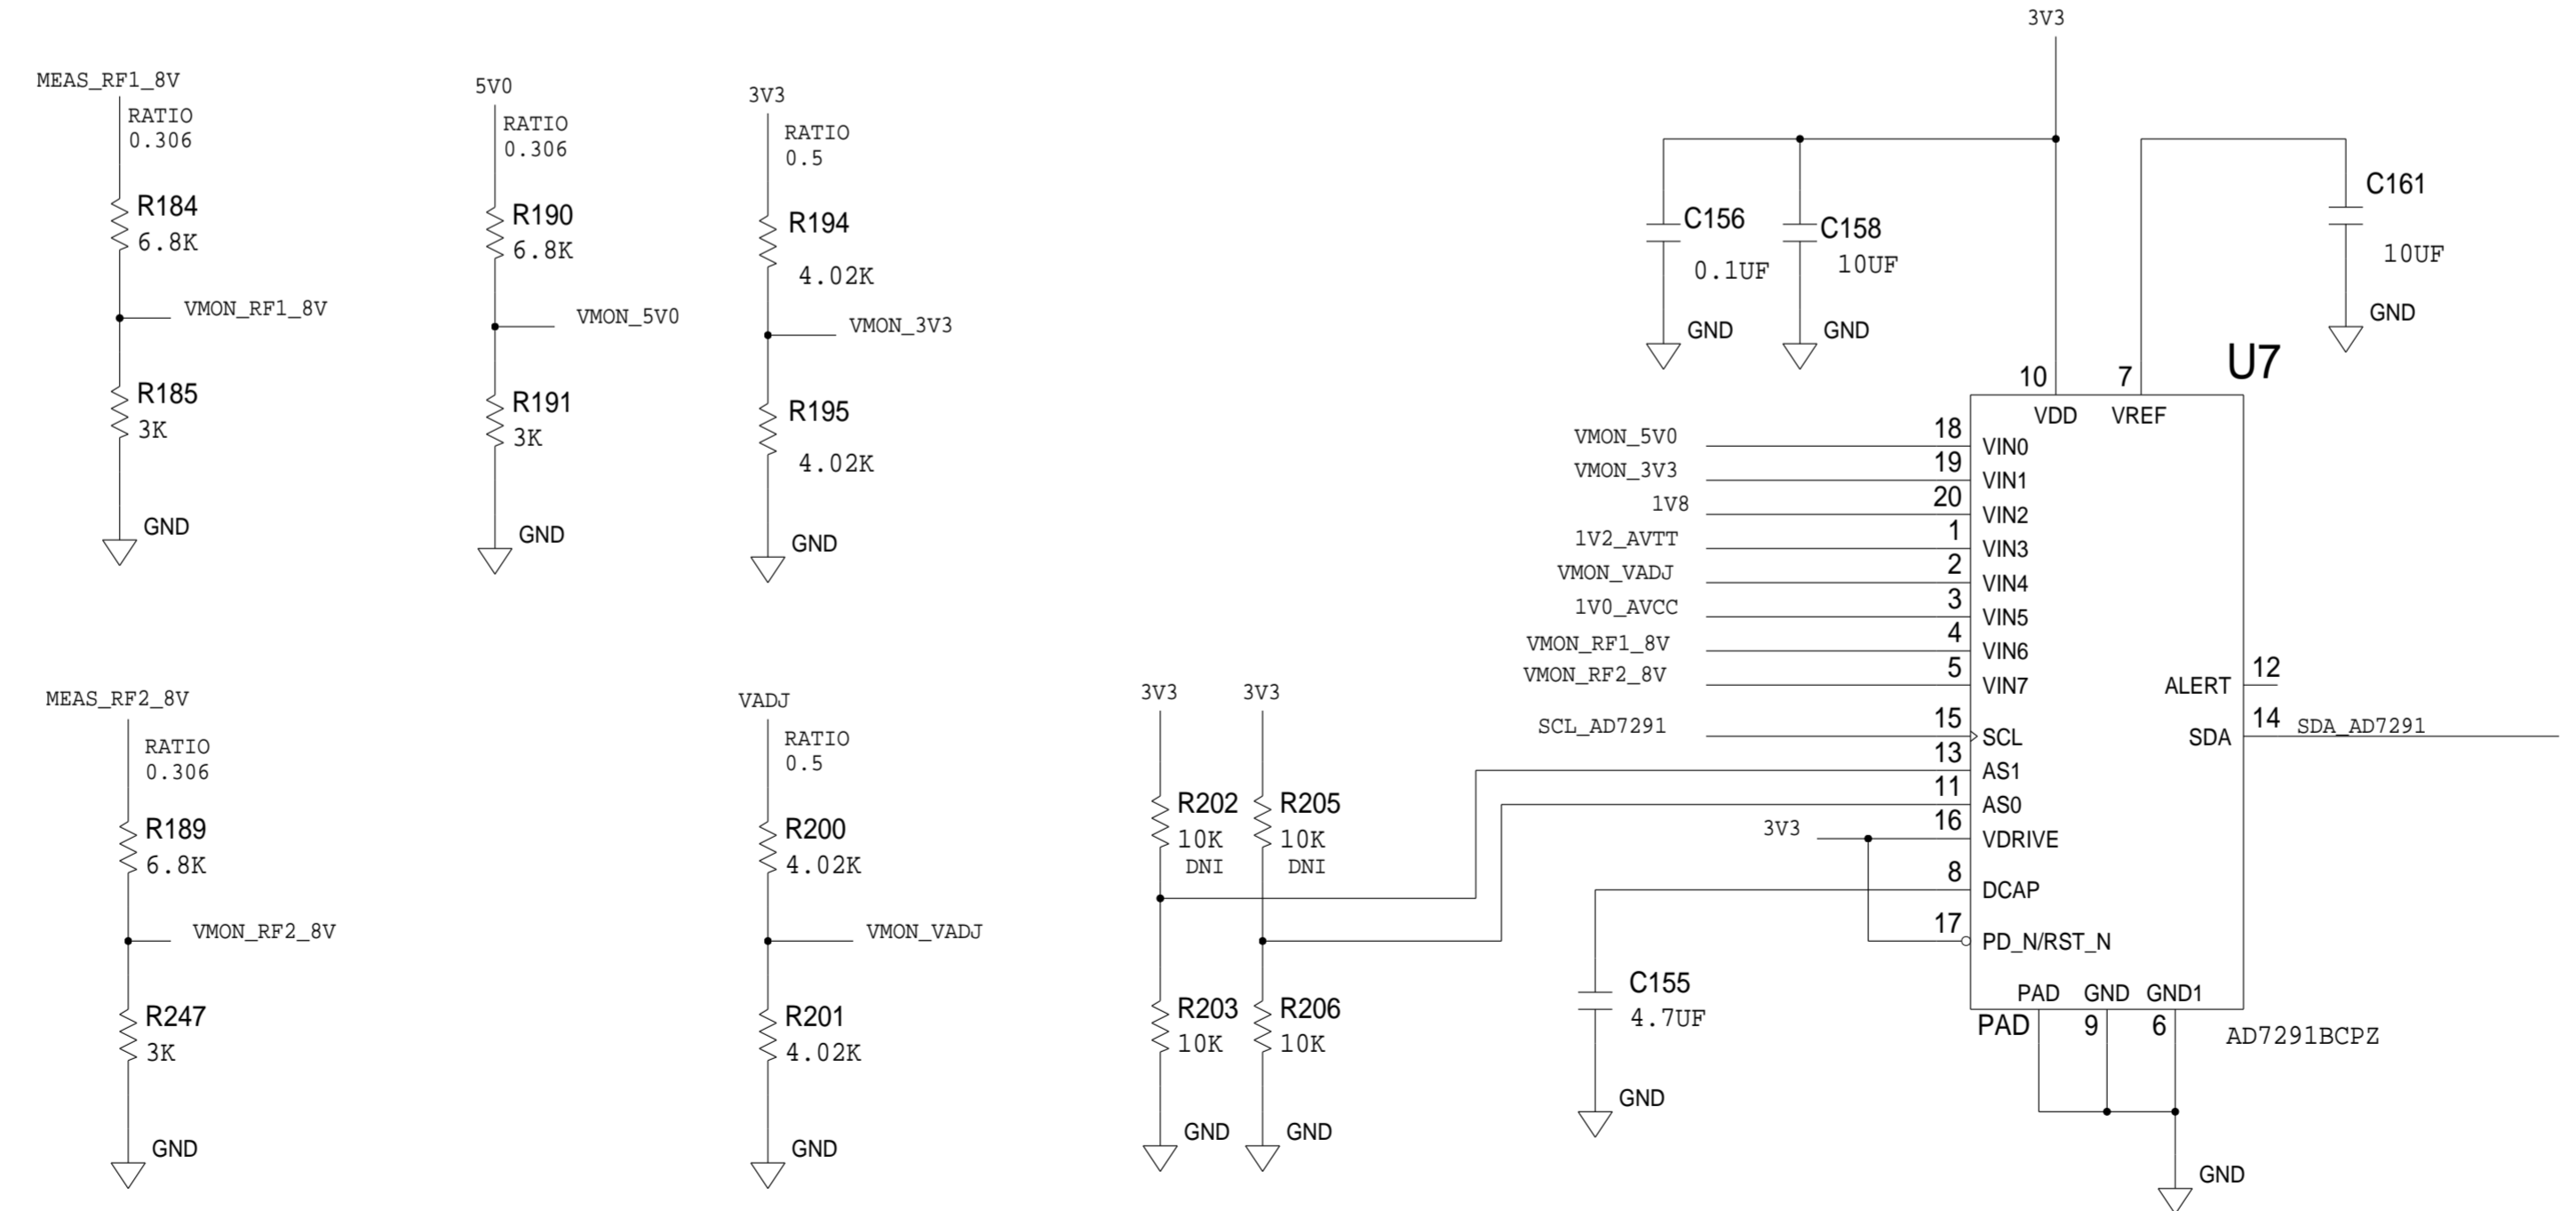 MEAS_RF1_8V
RATIO
0.306
R184
6.8K
VMON_RF1_8V
R185
3K
GND
5V0
RATIO
0.306
R190
6.8K
VMON_5V0
R191
3K
GND
3V3
RATIO
0.5
R194
4.02K
VMON_3V3
R195
4.02K
GND
MEAS_RF2_8V
RATIO
0.306
R189
6.8K
VMON_RF2_8V
R247
3K
GND
VADJ
RATIO
0.5
R200
4.02K
VMON_VADJ
R201
4.02K
GND
3V3
R202
10K
DNI
R203
10K
GND
3V3
R205
10K
DNI
R206
10K
GND
3V3
C156
0.1UF
GND
C158
10UF
GND
C161
10UF
GND
U7
10
7
VDD
VREF
VMON_5V0
18
VIN0
VMON_3V3
19
VIN1
1V8
20
VIN2
1V2_AVTT
1
VIN3
VMON_VADJ
2
VIN4
1V0_AVCC
3
VIN5
VMON_RF1_8V
4
VIN6
VMON_RF2_8V
5
VIN7
ALERT
12
SCL_AD7291
15
SCL
SDA
14
SDA_AD7291
13
AS1
11
AS0
3V3
16
VDRIVE
8
DCAP
17
PD_N/RST_N
C155
4.7UF
GND
PAD
GND
GND1
PAD
9
6
AD7291BCPZ
GND